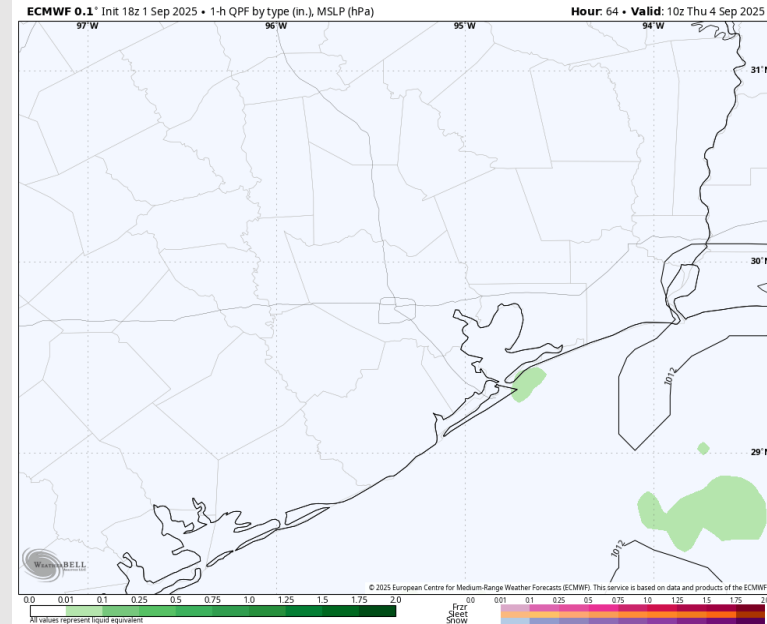 ECMWF 0.1° Init 18z 1 Sep 2025 • 1-h QPF by type (in.), MSLP (hPa)
Hour: 64 • Valid: 10z Thu 4 Sep 2025
97°W 96°W 95°W 94°W
31°N
30°N
1012
29°N
1012
WEATHERBELL
© 2025 European Centre for Medium-Range Weather Forecasts (ECMWF). This service is based on data and products of the ECMWF
0.0 0.01 0.1 0.25 0.5 0.75 1.0 1.25 1.5 1.75 2.0
All values represent liquid equivalent
0.0 0.01 0.1 0.25 0.5 0.75 1.0 1.25 1.5 1.75
Frzr
Sleet
Snow